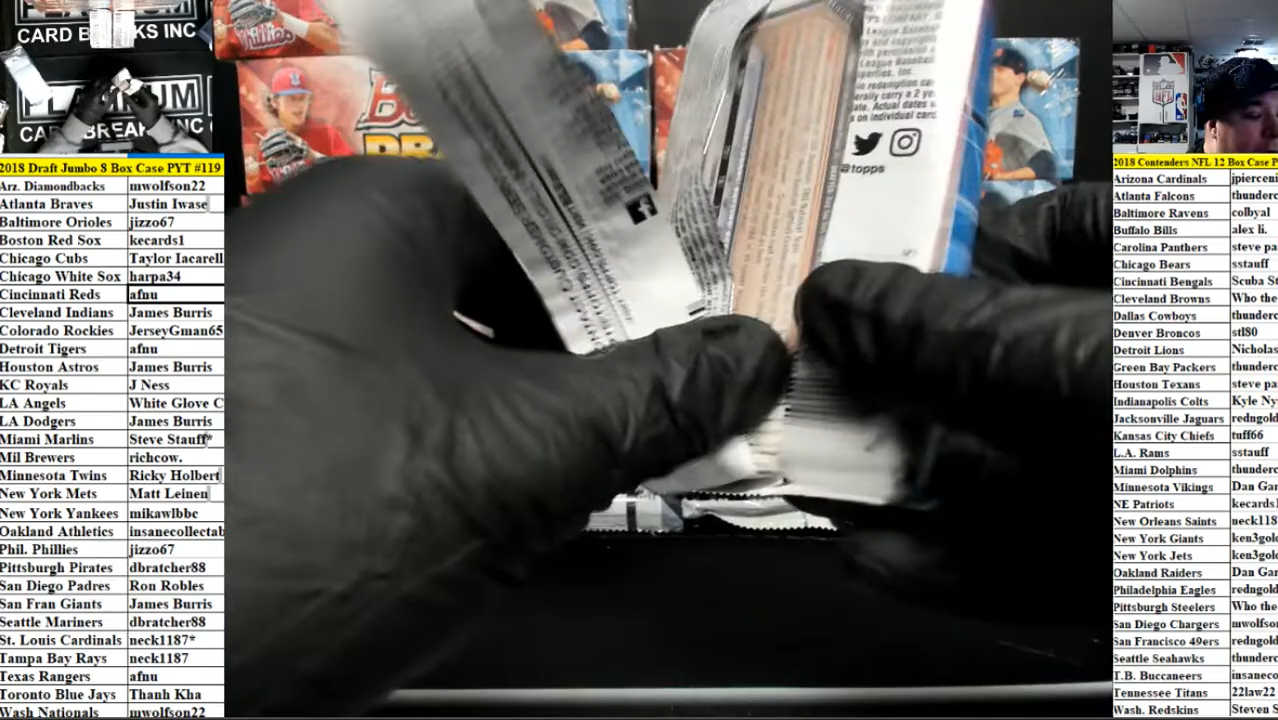 CARD BREAKS INC
PLATINUM
CARD BREAKS INC
2018 Draft Jumbo 8 Box Case PYT #119
Arz. Diamondbacks mwolfson22
Atlanta Braves Justin Iwase
Baltimore Orioles jizzo67
Boston Red Sox kecards1
Chicago Cubs Taylor Iacarell
Chicago White Sox harpa34
Cincinnati Reds afnu
Cleveland Indians James Burris
Colorado Rockies JerseyGman65
Detroit Tigers afnu
Houston Astros James Burris
KC Royals J Ness
LA Angels White Glove C
LA Dodgers James Burris
Miami Marlins Steve Stauff*
Mil Brewers richcow.
Minnesota Twins Ricky Holbert
New York Mets Matt Leinen
New York Yankees mikawlbbc
Oakland Athletics insanecollectab
Phil. Phillies jizzo67
Pittsburgh Pirates dbratcher88
San Diego Padres Ron Robles
San Fran Giants James Burris
Seattle Mariners dbratcher88
St. Louis Cardinals neck1187*
Tampa Bay Rays neck1187
Texas Rangers afnu
Toronto Blue Jays Thanh Kha
Wash Nationals mwolfson22
Phillies
@topps
2018 Contenders NFL 12 Box Case P
Arizona Cardinals jpierceni
Atlanta Falcons thunderc
Baltimore Ravens colbyal
Buffalo Bills alex li.
Carolina Panthers steve pa
Chicago Bears sstauff
Cincinnati Bengals Scuba St
Cleveland Browns Who the
Dallas Cowboys thunderc
Denver Broncos stl80
Detroit Lions Nicholas
Green Bay Packers thunderc
Houston Texans steve pa
Indianapolis Colts Kyle Ny
Jacksonville Jaguars redngold
Kansas City Chiefs tuff66
L.A. Rams sstauff
Miami Dolphins thunderc
Minnesota Vikings Dan Gar
NE Patriots kecards1
New Orleans Saints neck118
New York Giants ken3gold
New York Jets ken3gold
Oakland Raiders Dan Gar
Philadelphia Eagles redngold
Pittsburgh Steelers Who the
San Diego Chargers mwolfso
San Francisco 49ers redngold
Seattle Seahawks thunderc
T.B. Buccaneers insaneco
Tennessee Titans 22law22
Wash. Redskins Steven S